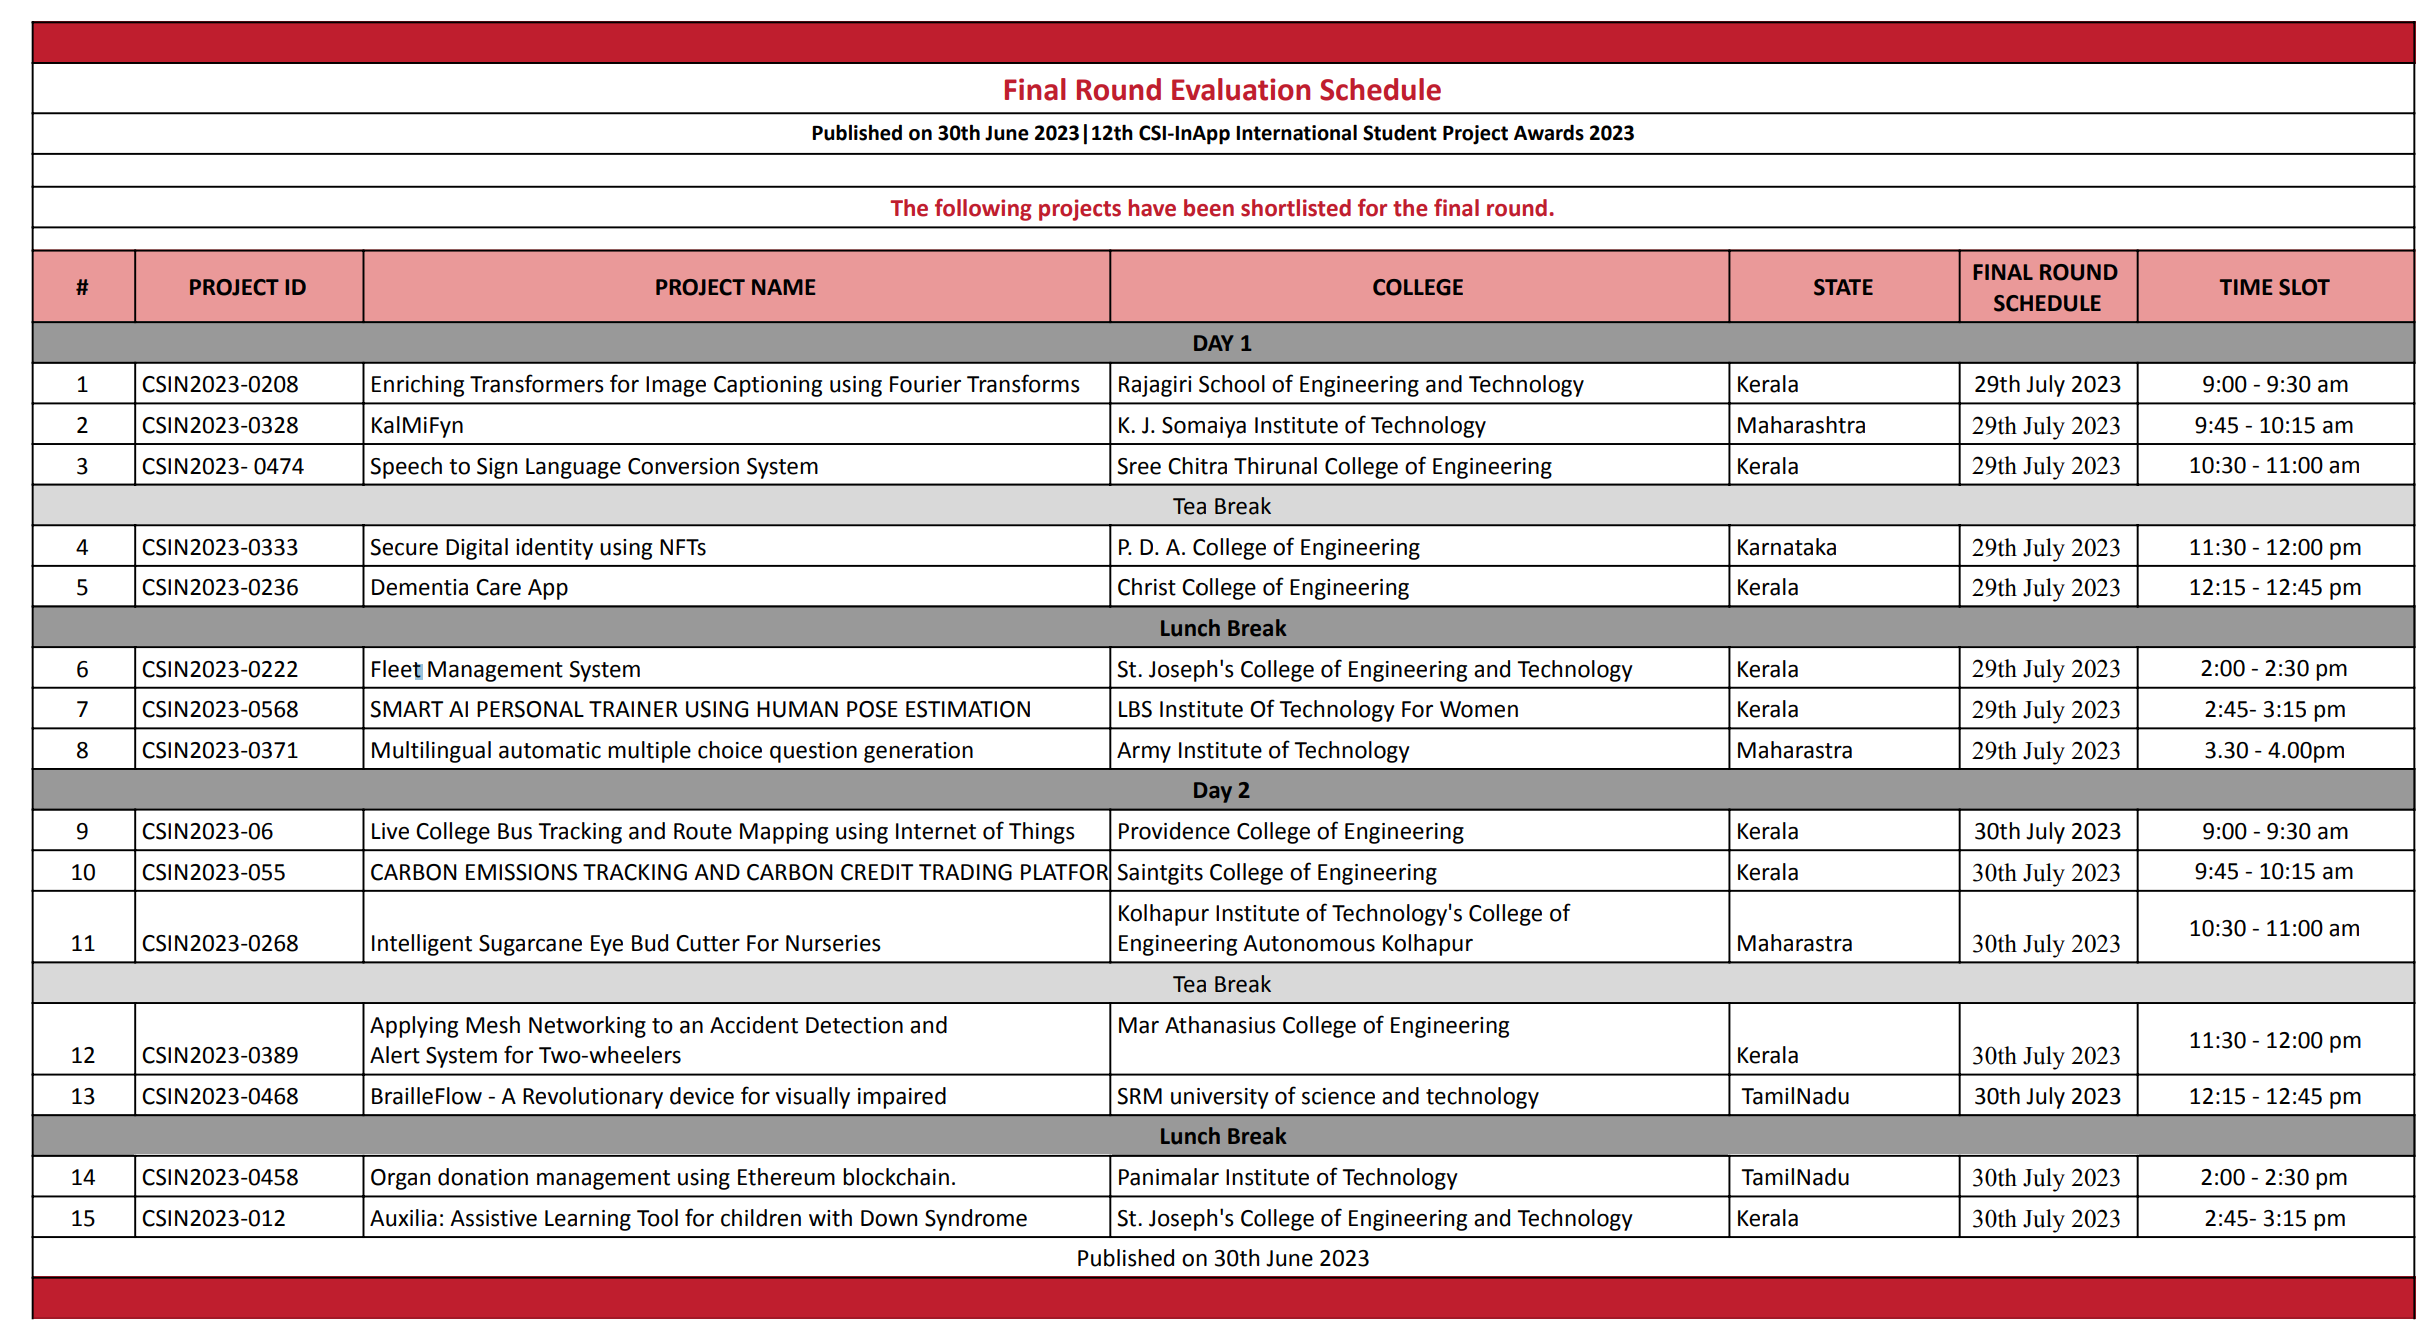 Final Round Evaluation Schedule
Published on 30th June 2023|12th CSI-InApp International Student Project Awards 2023
The following projects have been shortlisted for the final round.
# PROJECT ID PROJECT NAME COLLEGE STATE FINAL ROUND SCHEDULE TIME SLOT
DAY 1
1 CSIN2023-0208 Enriching Transformers for Image Captioning using Fourier Transforms Rajagiri School of Engineering and Technology Kerala 29th July 2023 9:00 - 9:30 am
2 CSIN2023-0328 KalMiFyn K. J. Somaiya Institute of Technology Maharashtra 29th July 2023 9:45 - 10:15 am
3 CSIN2023- 0474 Speech to Sign Language Conversion System Sree Chitra Thirunal College of Engineering Kerala 29th July 2023 10:30 - 11:00 am
Tea Break
4 CSIN2023-0333 Secure Digital identity using NFTs P. D. A. College of Engineering Karnataka 29th July 2023 11:30 - 12:00 pm
5 CSIN2023-0236 Dementia Care App Christ College of Engineering Kerala 29th July 2023 12:15 - 12:45 pm
Lunch Break
6 CSIN2023-0222 Fleet Management System St. Joseph's College of Engineering and Technology Kerala 29th July 2023 2:00 - 2:30 pm
7 CSIN2023-0568 SMART AI PERSONAL TRAINER USING HUMAN POSE ESTIMATION LBS Institute Of Technology For Women Kerala 29th July 2023 2:45- 3:15 pm
8 CSIN2023-0371 Multilingual automatic multiple choice question generation Army Institute of Technology Maharastra 29th July 2023 3.30 - 4.00pm
Day 2
9 CSIN2023-06 Live College Bus Tracking and Route Mapping using Internet of Things Providence College of Engineering Kerala 30th July 2023 9:00 - 9:30 am
10 CSIN2023-055 CARBON EMISSIONS TRACKING AND CARBON CREDIT TRADING PLATFOR Saintgits College of Engineering Kerala 30th July 2023 9:45 - 10:15 am
11 CSIN2023-0268 Intelligent Sugarcane Eye Bud Cutter For Nurseries Kolhapur Institute of Technology's College of
Engineering Autonomous Kolhapur Maharastra 30th July 2023 10:30 - 11:00 am
Tea Break
12 CSIN2023-0389 Applying Mesh Networking to an Accident Detection and
Alert System for Two-wheelers Mar Athanasius College of Engineering Kerala 30th July 2023 11:30 - 12:00 pm
13 CSIN2023-0468 BrailleFlow - A Revolutionary device for visually impaired SRM university of science and technology TamilNadu 30th July 2023 12:15 - 12:45 pm
Lunch Break
14 CSIN2023-0458 Organ donation management using Ethereum blockchain. Panimalar Institute of Technology TamilNadu 30th July 2023 2:00 - 2:30 pm
15 CSIN2023-012 Auxilia: Assistive Learning Tool for children with Down Syndrome St. Joseph's College of Engineering and Technology Kerala 30th July 2023 2:45- 3:15 pm
Published on 30th June 2023